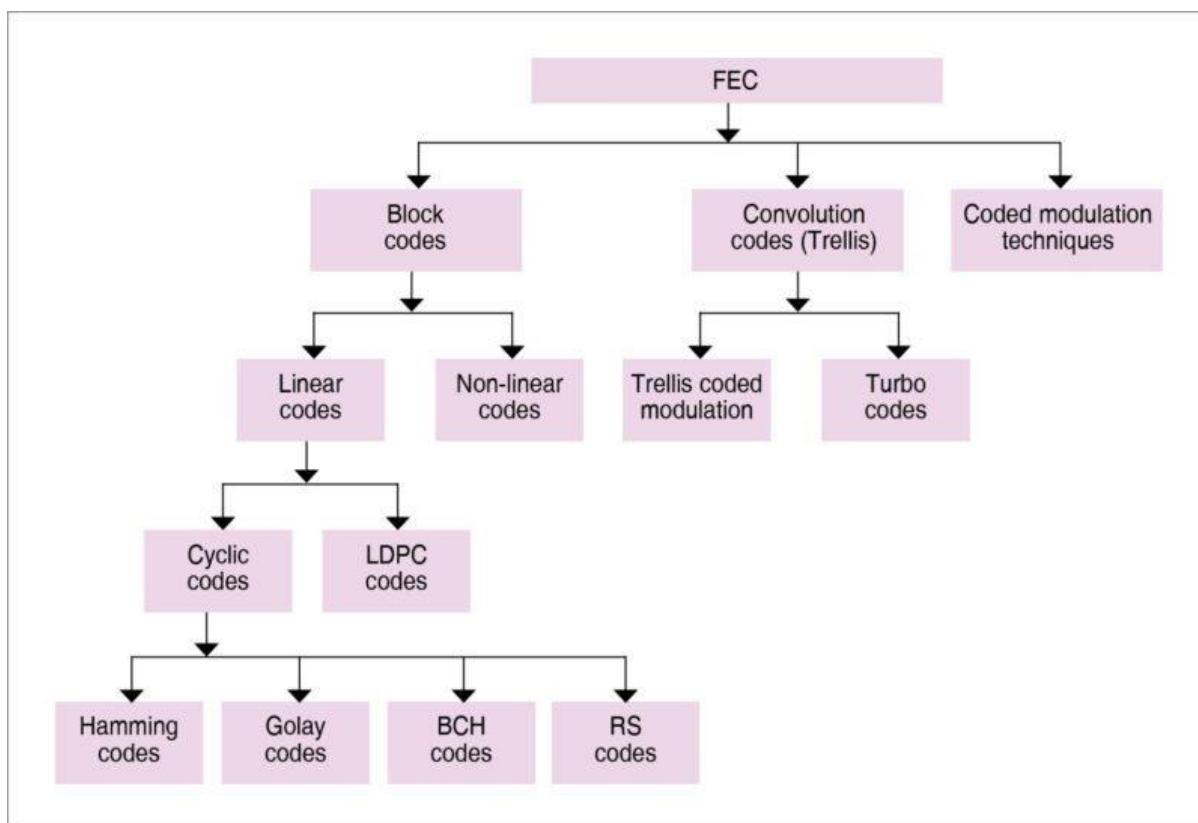 FEC
Block
codes
Convolution
codes (Trellis)
Coded modulation
techniques
Linear
codes
Non-linear
codes
Trellis coded
modulation
Turbo
codes
Cyclic
codes
LDPC
codes
Hamming
codes
Golay
codes
BCH
codes
RS
codes